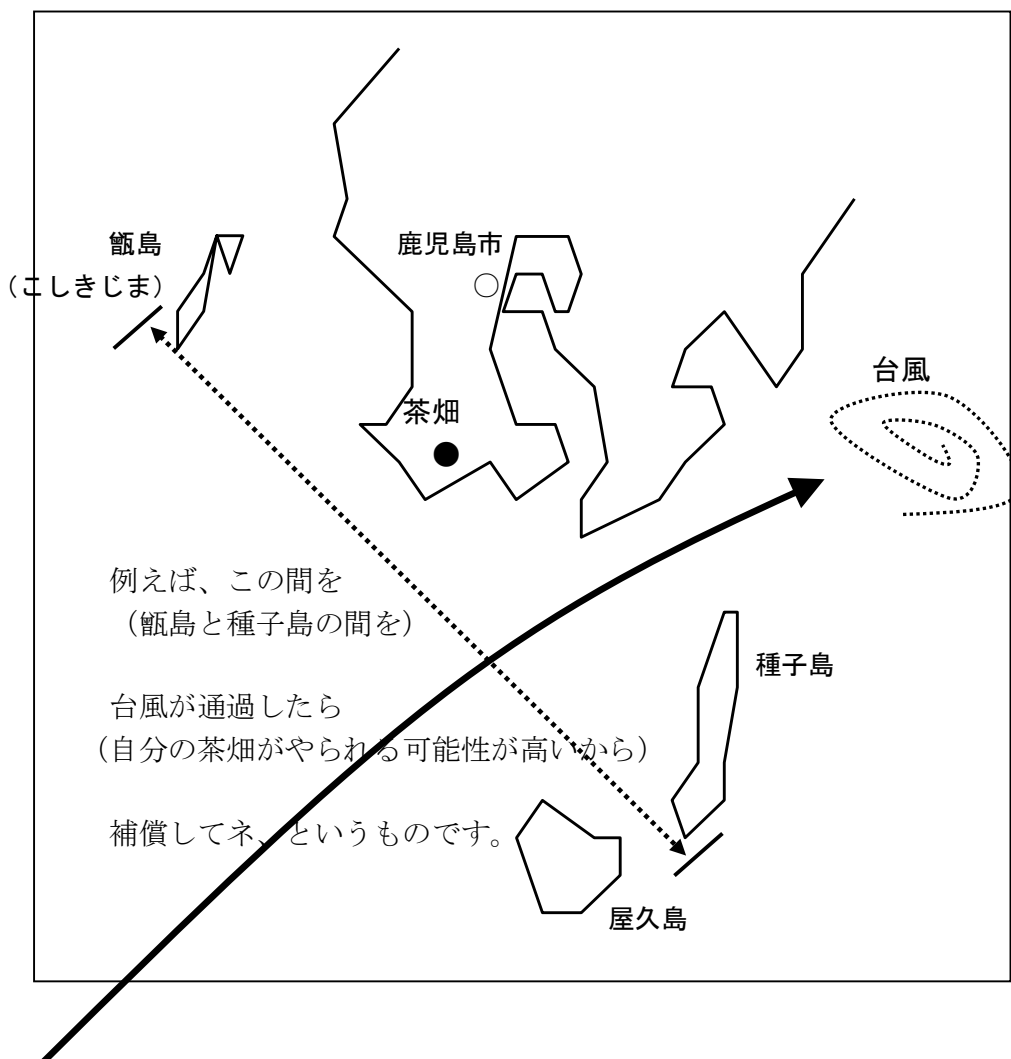 甑島
（こしきじま）
鹿児島市
台風
茶畑
例えば、この間を
（甑島と種子島の間を）
種子島
台風が通過したら
（自分の茶畑がやられる可能性が高いから）
補償してネ、というものです。
屋久島